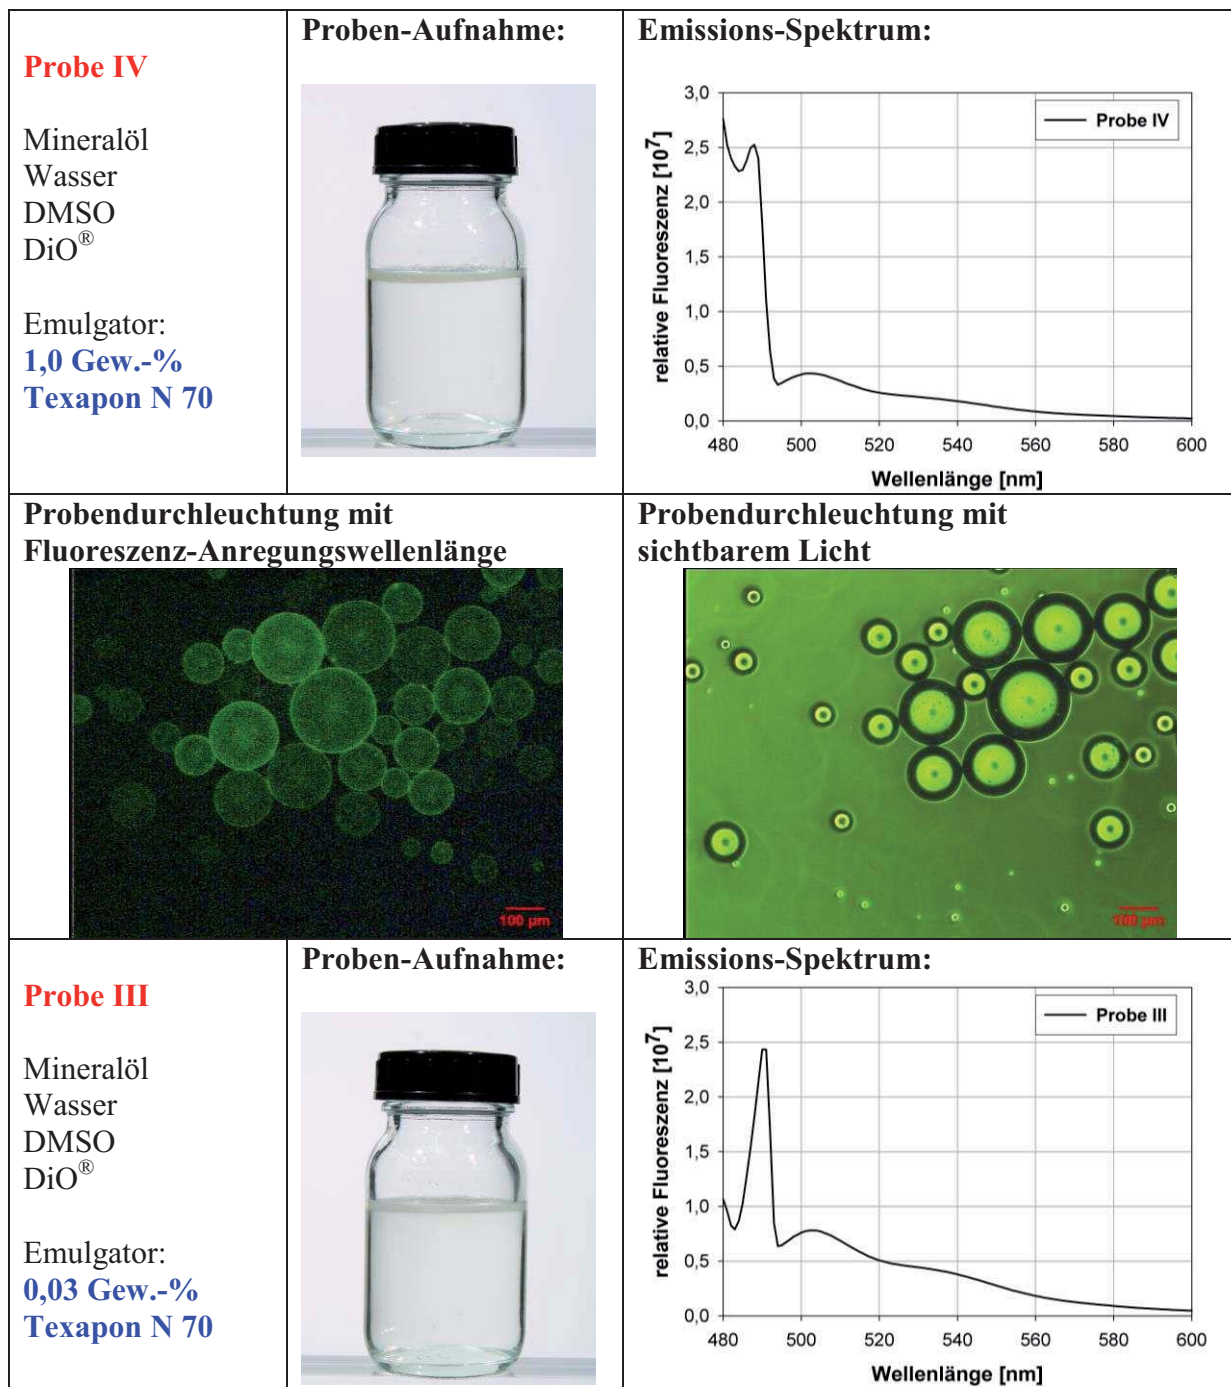 Probe IV
Mineralöl
Wasser
DMSO
DiO®
Emulgator:
1,0 Gew.-%
Texapon N 70
Proben-Aufnahme:
Emissions-Spektrum:
3,0
2,5
2,0
1,5
1,0
0,5
0,0
relative Fluoreszenz [10^7]
Probe IV
480 500 520 540 560 580 600
Wellenlänge [nm]
Probendurchleuchtung mit
Fluoreszenz-Anregungswellenlänge
100 µm
Probendurchleuchtung mit
sichtbarem Licht
100 µm
Probe III
Mineralöl
Wasser
DMSO
DiO®
Emulgator:
0,03 Gew.-%
Texapon N 70
Proben-Aufnahme:
Emissions-Spektrum:
3,0
2,5
2,0
1,5
1,0
0,5
0,0
relative Fluoreszenz [10^7]
Probe III
480 500 520 540 560 580 600
Wellenlänge [nm]